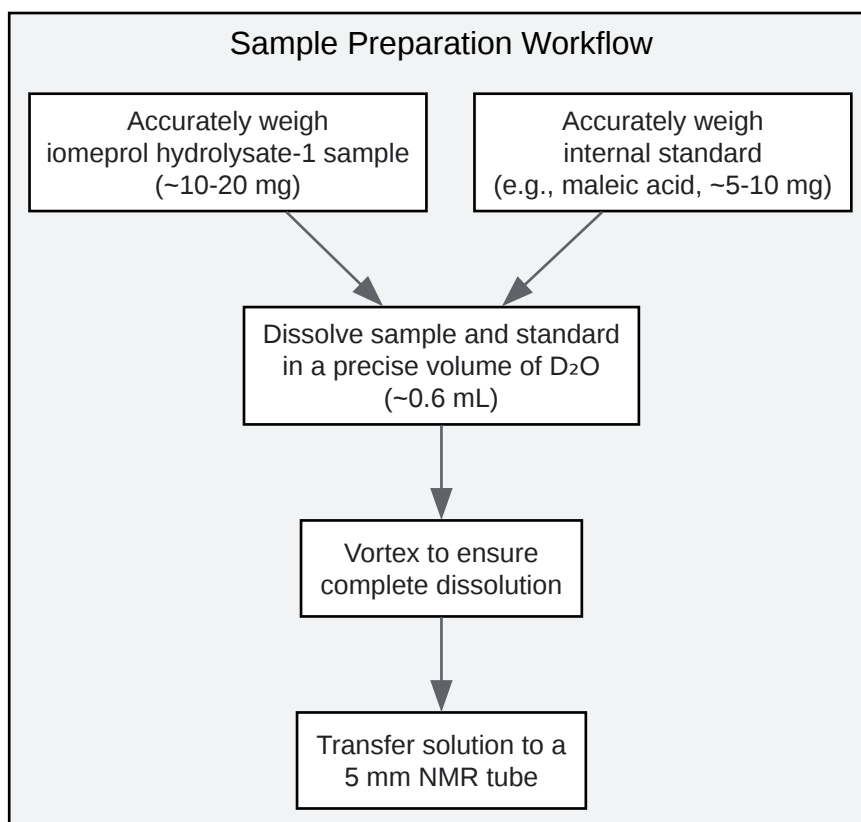 Sample Preparation Workflow
Accurately weigh
iomeprol hydrolysate-1 sample
(~10-20 mg)
Accurately weigh
internal standard
(e.g., maleic acid, ~5-10 mg)
Dissolve sample and standard
in a precise volume of D₂O
(~0.6 mL)
Vortex to ensure
complete dissolution
Transfer solution to a
5 mm NMR tube